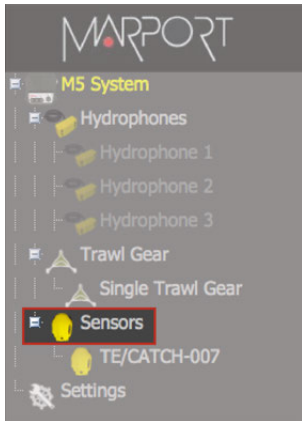 MARPORT
M5 System
Hydrophones
Hydrophone 1
Hydrophone 2
Hydrophone 3
Trawl Gear
Single Trawl Gear
Sensors
TE/CATCH-007
Settings